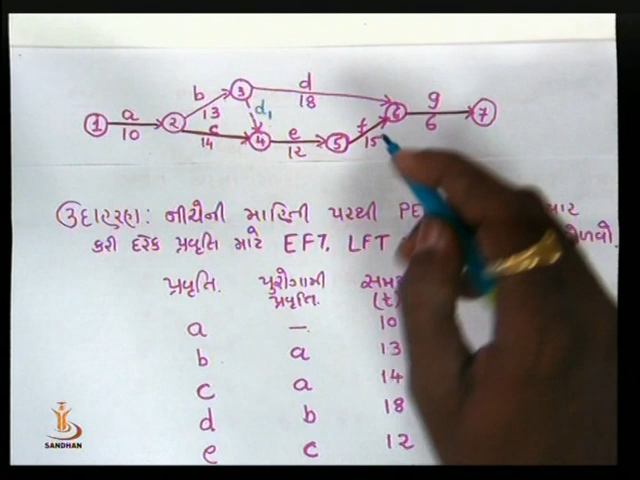 b 3 d
1 a 2 13 d1 18 6 g 7
10 c 4 e 5 f 6
14 12 15
ઉદાહરણ: નીચેની માહિતી પરથી PE
કરી દરેક પ્રવૃત્તિ માટે EFT, LFT
પ્રવૃત્તિ. પુરોગામી
પ્રવૃત્તિ. (t)
a — 10
b a 13
c a 14
d b 18
e c 12
SANDHAN